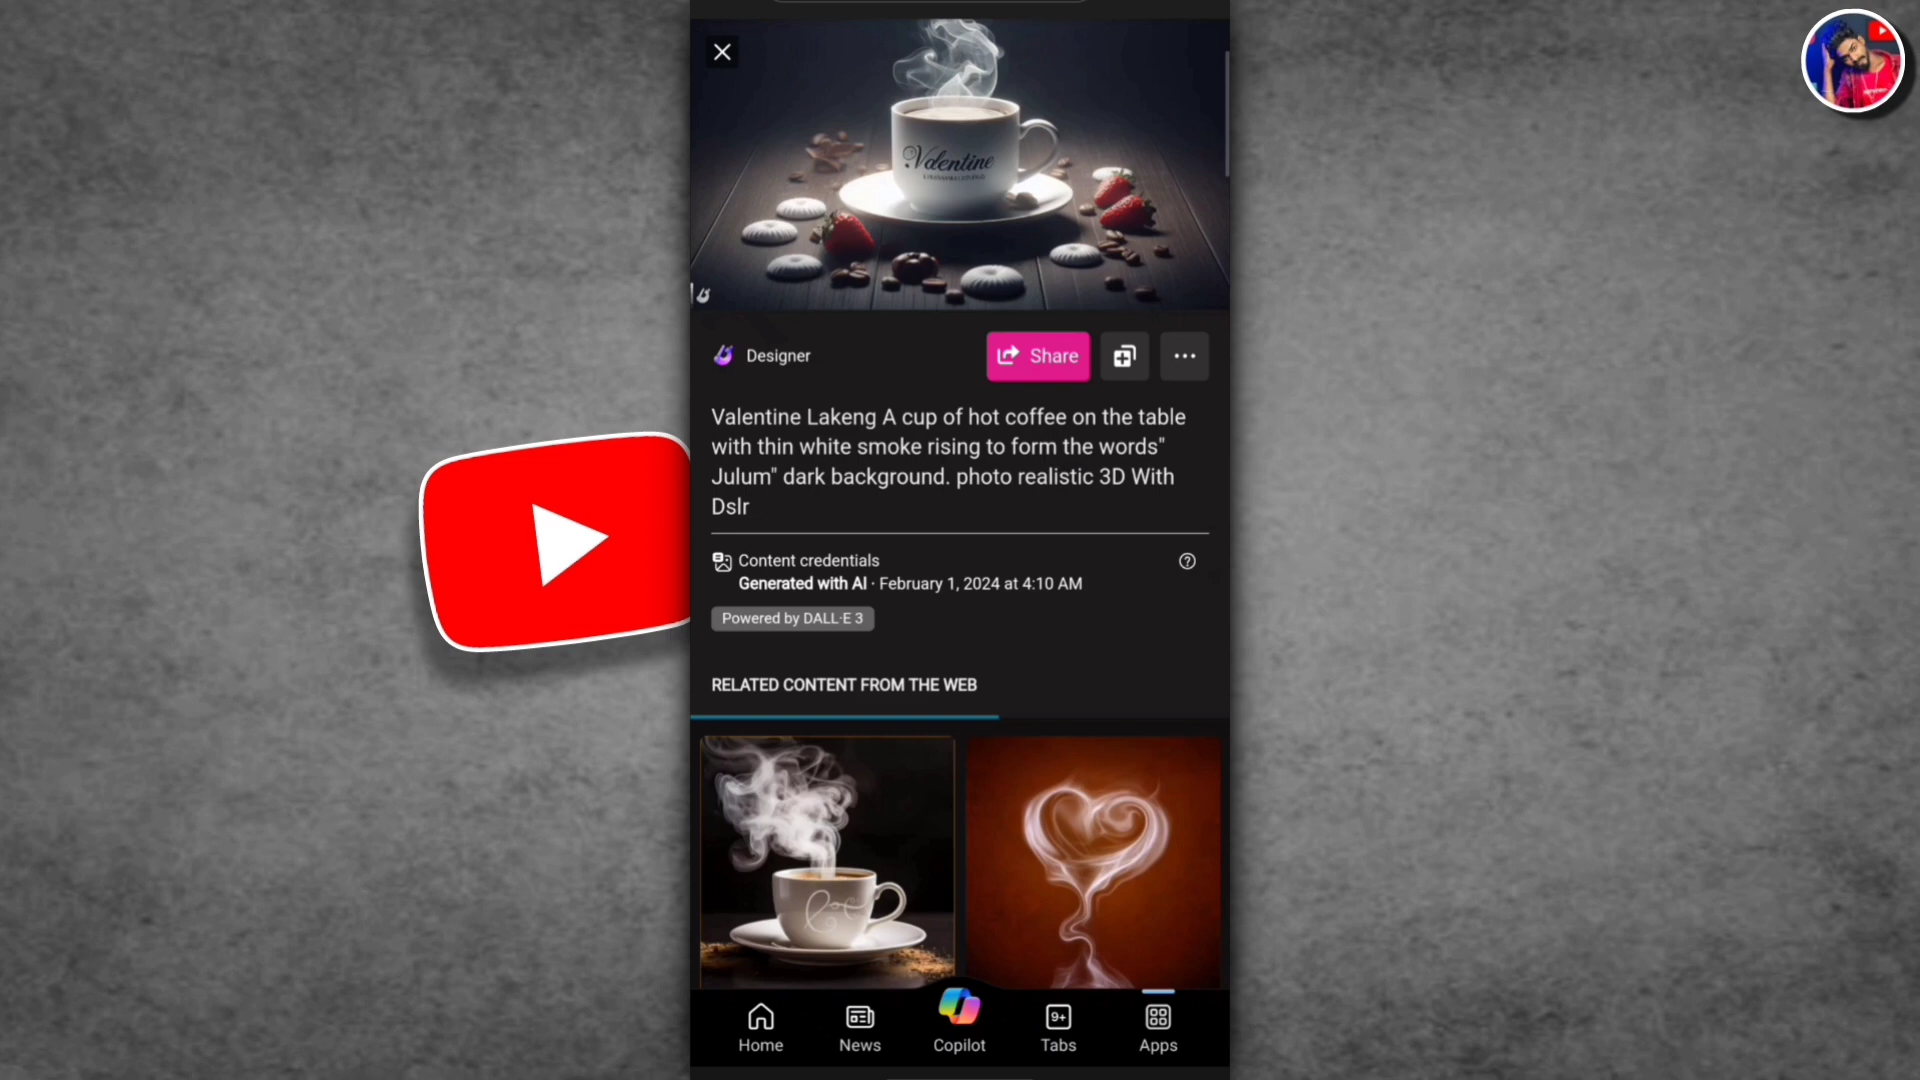 Valentine
Designer
Share
Valentine Lakeng A cup of hot coffee on the table
with thin white smoke rising to form the words"
Julum" dark background. photo realistic 3D With
Dslr
Content credentials
Generated with AI · February 1, 2024 at 4:10 AM
Powered by DALL·E 3
RELATED CONTENT FROM THE WEB
Home
News
Copilot
9+
Tabs
Apps